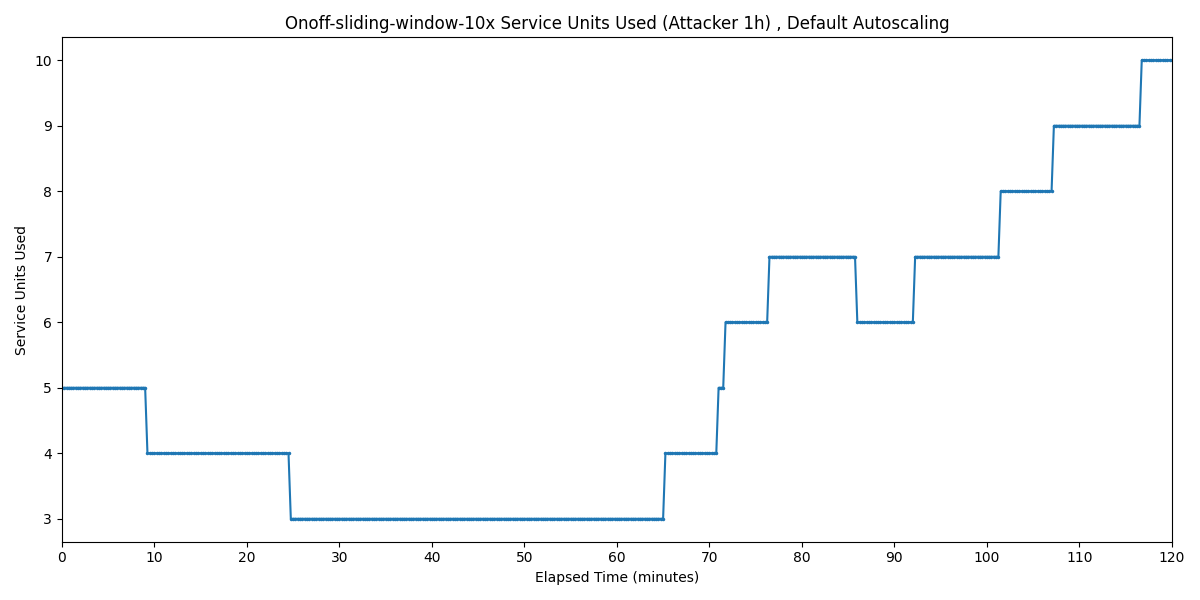 Onoff-sliding-window-10x Service Units Used (Attacker 1h) , Default Autoscaling
10
9
8
7
6
5
4
3
Service Units Used
0 10 20 30 40 50 60 70 80 90 100 110 120
Elapsed Time (minutes)